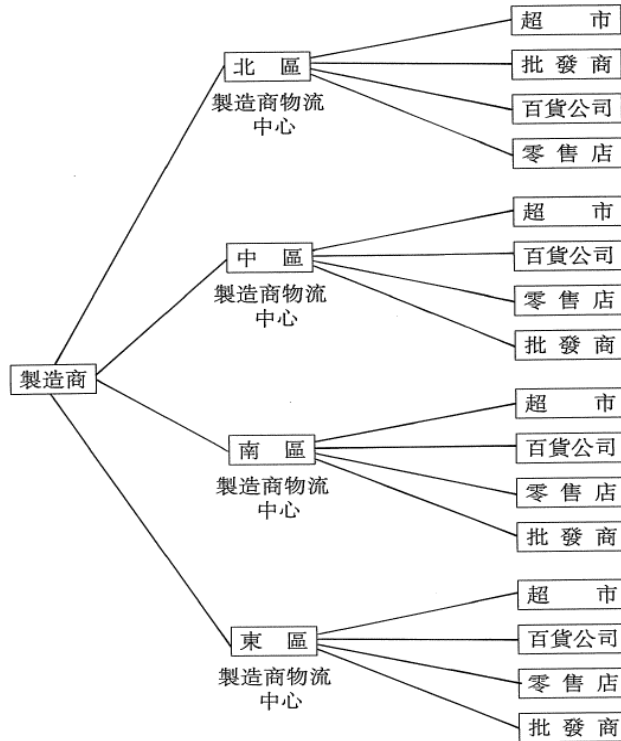 超 市
批 發 商
北 區
製造商物流
中心
百貨公司
零 售 店
超 市
中 區
百貨公司
製造商物流
中心
零 售 店
批 發 商
製造商
超 市
南 區
百貨公司
製造商物流
中心
零 售 店
批 發 商
超 市
東 區
百貨公司
製造商物流
中心
零 售 店
批 發 商